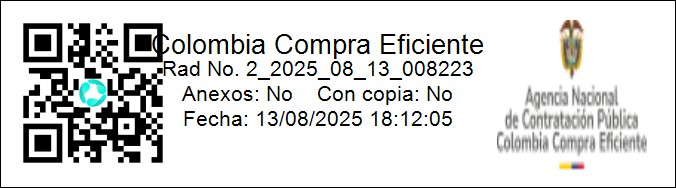 Colombia Compra Eficiente
Rad No. 2_2025_08_13_008223
Anexos: No    Con copia: No
Fecha: 13/08/2025 18:12:05
Agencia Nacional
de Contratación Pública
Colombia Compra Eficiente